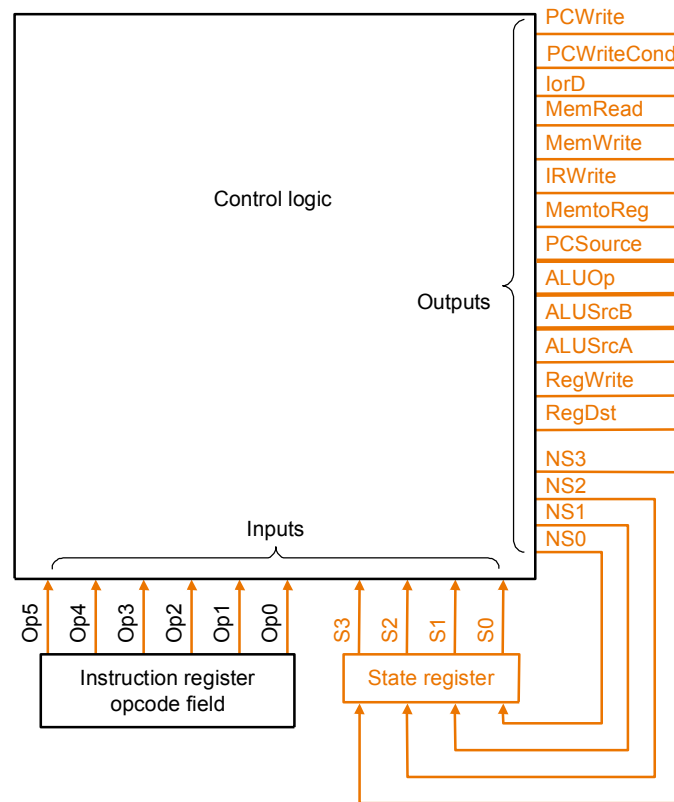 PCWrite
PCWriteCond
IorD
MemRead
MemWrite
IRWrite
MemtoReg
PCSource
ALUOp
ALUSrcB
ALUSrcA
RegWrite
RegDst
NS3
NS2
NS1
NS0
Control logic
Outputs
Inputs
Op5
Op4
Op3
Op2
Op1
Op0
S3
S2
S1
S0
Instruction register
opcode field
State register